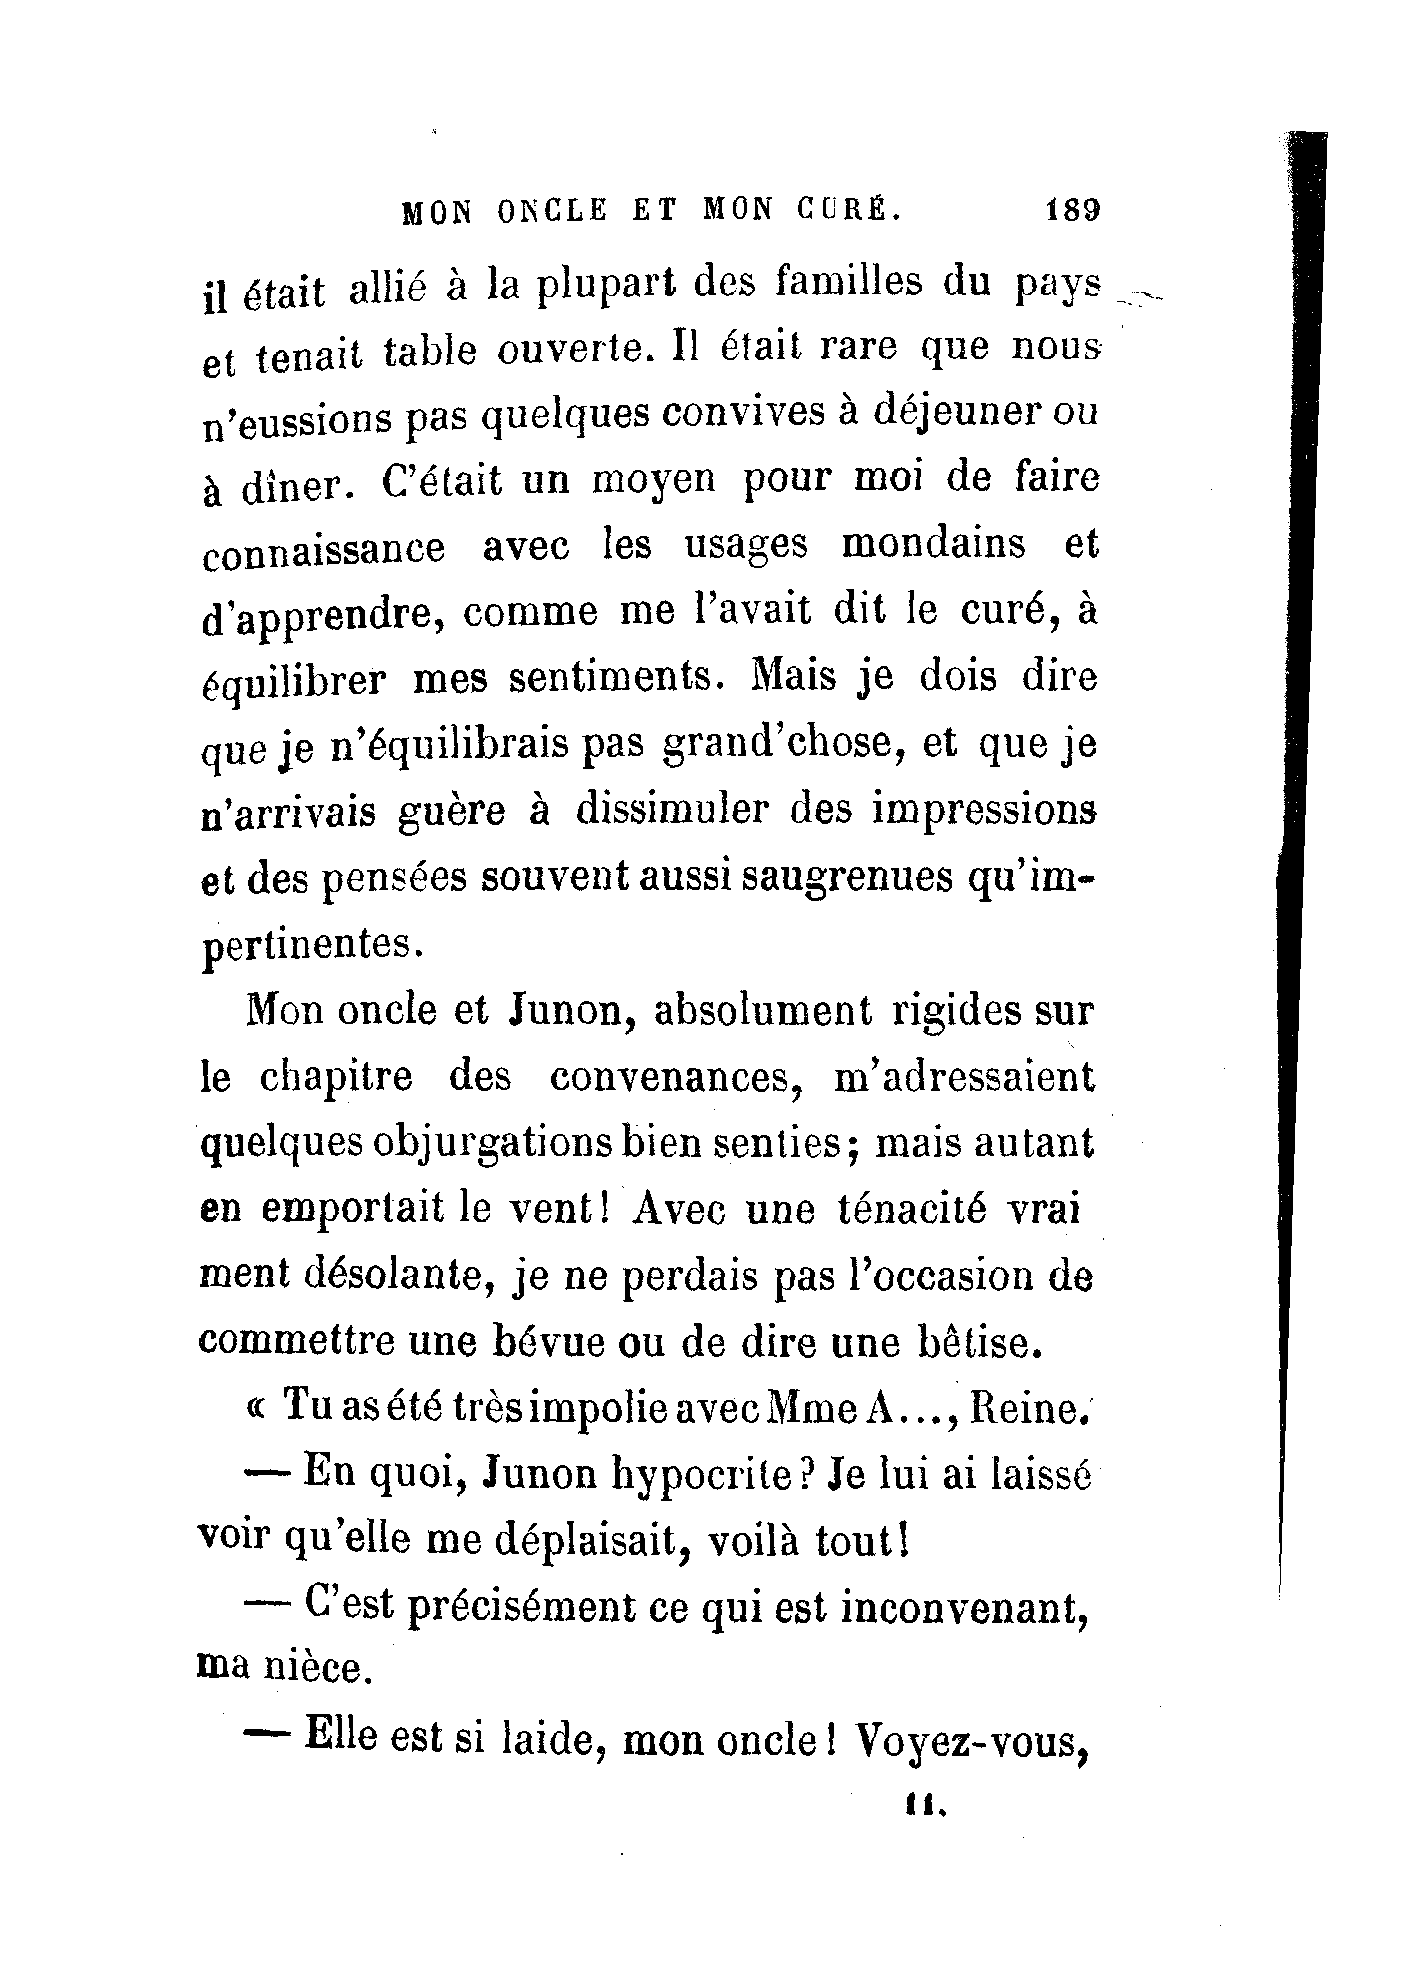 MON ONCLE ET MON CURÉ. 189
il était allié à la plupart des familles du pays
et tenait table ouverte. Il était rare que nous
n'eussions pas quelques convives à déjeuner ou
à dîner. C'était un moyen pour moi de faire
connaissance avec les usages mondains et
d'apprendre, comme me l'avait dit le curé, à
équilibrer mes sentiments. Mais je dois dire
que je n'équilibrais pas grand'chose, et que je
n'arrivais guère à dissimuler des impressions
et des pensées souvent aussi saugrenues qu'im-
pertinentes.
Mon oncle et Junon, absolument rigides sur
le chapitre des convenances, m'adressaient
quelques objurgations bien senties; mais autant
en emportait le vent! Avec une ténacité vrai
ment désolante, je ne perdais pas l'occasion de
commettre une bévue ou de dire une bêtise.
« Tu as été très impolie avec Mme A..., Reine.
— En quoi, Junon hypocrite? Je lui ai laissé
voir qu'elle me déplaisait, voilà tout!
— C'est précisément ce qui est inconvenant,
ma nièce.
— Elle est si laide, mon oncle! Voyez-vous,
11.